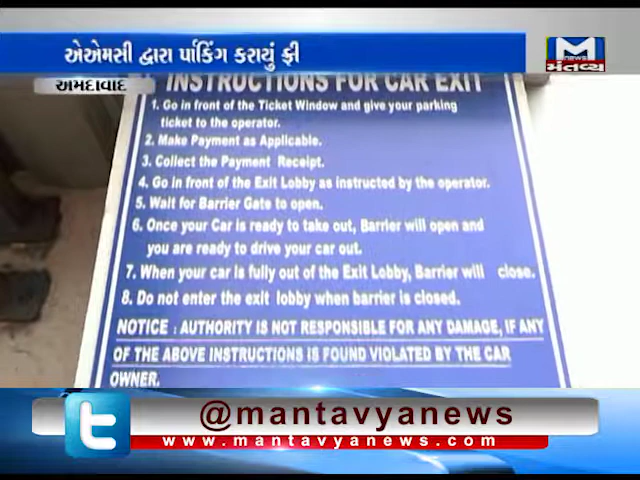 એએમસી દ્વારા પાર્કિંગ કરાયું ફ્રી
M
NEWS
મંતવ્ય
અમદાવાદ
INSTRUCTIONS FOR CAR EXIT
1. Go in front of the Ticket Window and give your parking
ticket to the operator.
2. Make Payment as Applicable.
3. Collect the Payment Receipt.
4. Go in front of the Exit Lobby as instructed by the operator.
5. Wait for Barrier Gate to open.
6. Once your Car is ready to take out, Barrier will open and
you are ready to drive your car out.
7. When your car is fully out of the Exit Lobby, Barrier will close.
8. Do not enter the exit lobby when barrier is closed.
NOTICE : AUTHORITY IS NOT RESPONSIBLE FOR ANY DAMAGE, IF ANY
OF THE ABOVE INSTRUCTIONS IS FOUND VIOLATED BY THE CAR
OWNER.
@mantavyanews
www.mantavyanews.com